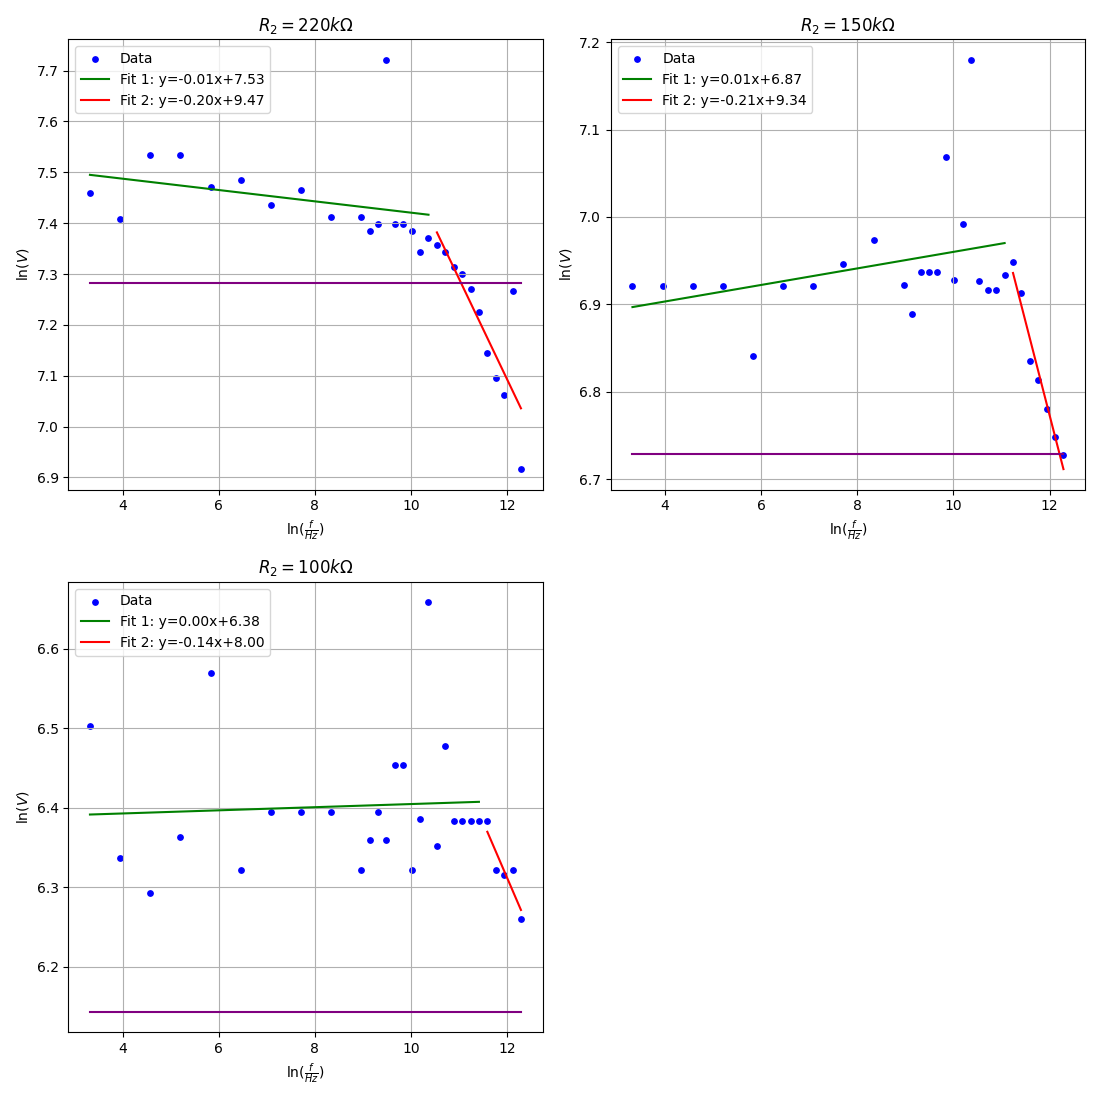 R₂ = 220kΩ
ln(V)
7.7
7.6
7.5
7.4
7.3
7.2
7.1
7.0
6.9
Data
Fit 1: y=-0.01x+7.53
Fit 2: y=-0.20x+9.47
4 6 8 10 12
ln(f/Hz)
R₂ = 150kΩ
ln(V)
7.2
7.1
7.0
6.9
6.8
6.7
Data
Fit 1: y=0.01x+6.87
Fit 2: y=-0.21x+9.34
4 6 8 10 12
ln(f/Hz)
R₂ = 100kΩ
ln(V)
6.6
6.5
6.4
6.3
6.2
Data
Fit 1: y=0.00x+6.38
Fit 2: y=-0.14x+8.00
4 6 8 10 12
ln(f/Hz)